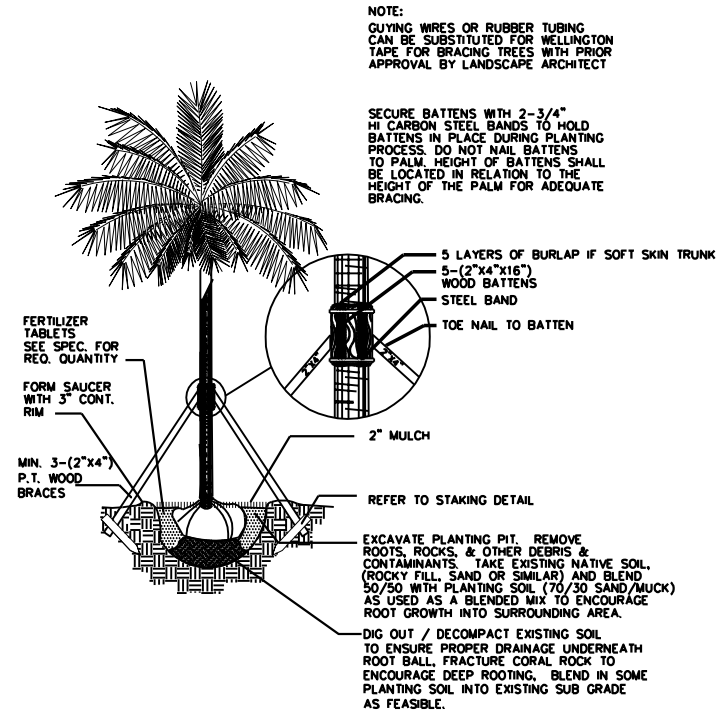 NOTE:
GUYING WIRES OR RUBBER TUBING
CAN BE SUBSTITUTED FOR WELLINGTON
TAPE FOR BRACING TREES WITH PRIOR
APPROVAL BY LANDSCAPE ARCHITECT
SECURE BATTENS WITH 2-3/4"
HI CARBON STEEL BANDS TO HOLD
BATTENS IN PLACE DURING PLANTING
PROCESS. DO NOT NAIL BATTENS
TO PALM. HEIGHT OF BATTENS SHALL
BE LOCATED IN RELATION TO THE
HEIGHT OF THE PALM FOR ADEQUATE
BRACING.
5 LAYERS OF BURLAP IF SOFT SKIN TRUNK
5-(2"X4"X16")
WOOD BATTENS
STEEL BAND
TOE NAIL TO BATTEN
2"X4"
2"X4"
FERTILIZER
TABLETS
SEE SPEC. FOR
REQ. QUANTITY
FORM SAUCER
WITH 3" CONT.
RIM
MIN. 3-(2"X4")
P.T. WOOD
BRACES
2" MULCH
REFER TO STAKING DETAIL
EXCAVATE PLANTING PIT. REMOVE
ROOTS, ROCKS, & OTHER DEBRIS &
CONTAMINANTS. TAKE EXISTING NATIVE SOIL,
(ROCKY FILL, SAND OR SIMILAR) AND BLEND
50/50 WITH PLANTING SOIL (70/30 SAND/MUCK)
AS USED AS A BLENDED MIX TO ENCOURAGE
ROOT GROWTH INTO SURROUNDING AREA.
DIG OUT / DECOMPACT EXISTING SOIL
TO ENSURE PROPER DRAINAGE UNDERNEATH
ROOT BALL, FRACTURE CORAL ROCK TO
ENCOURAGE DEEP ROOTING, BLEND IN SOME
PLANTING SOIL INTO EXISTING SUB GRADE
AS FEASIBLE.